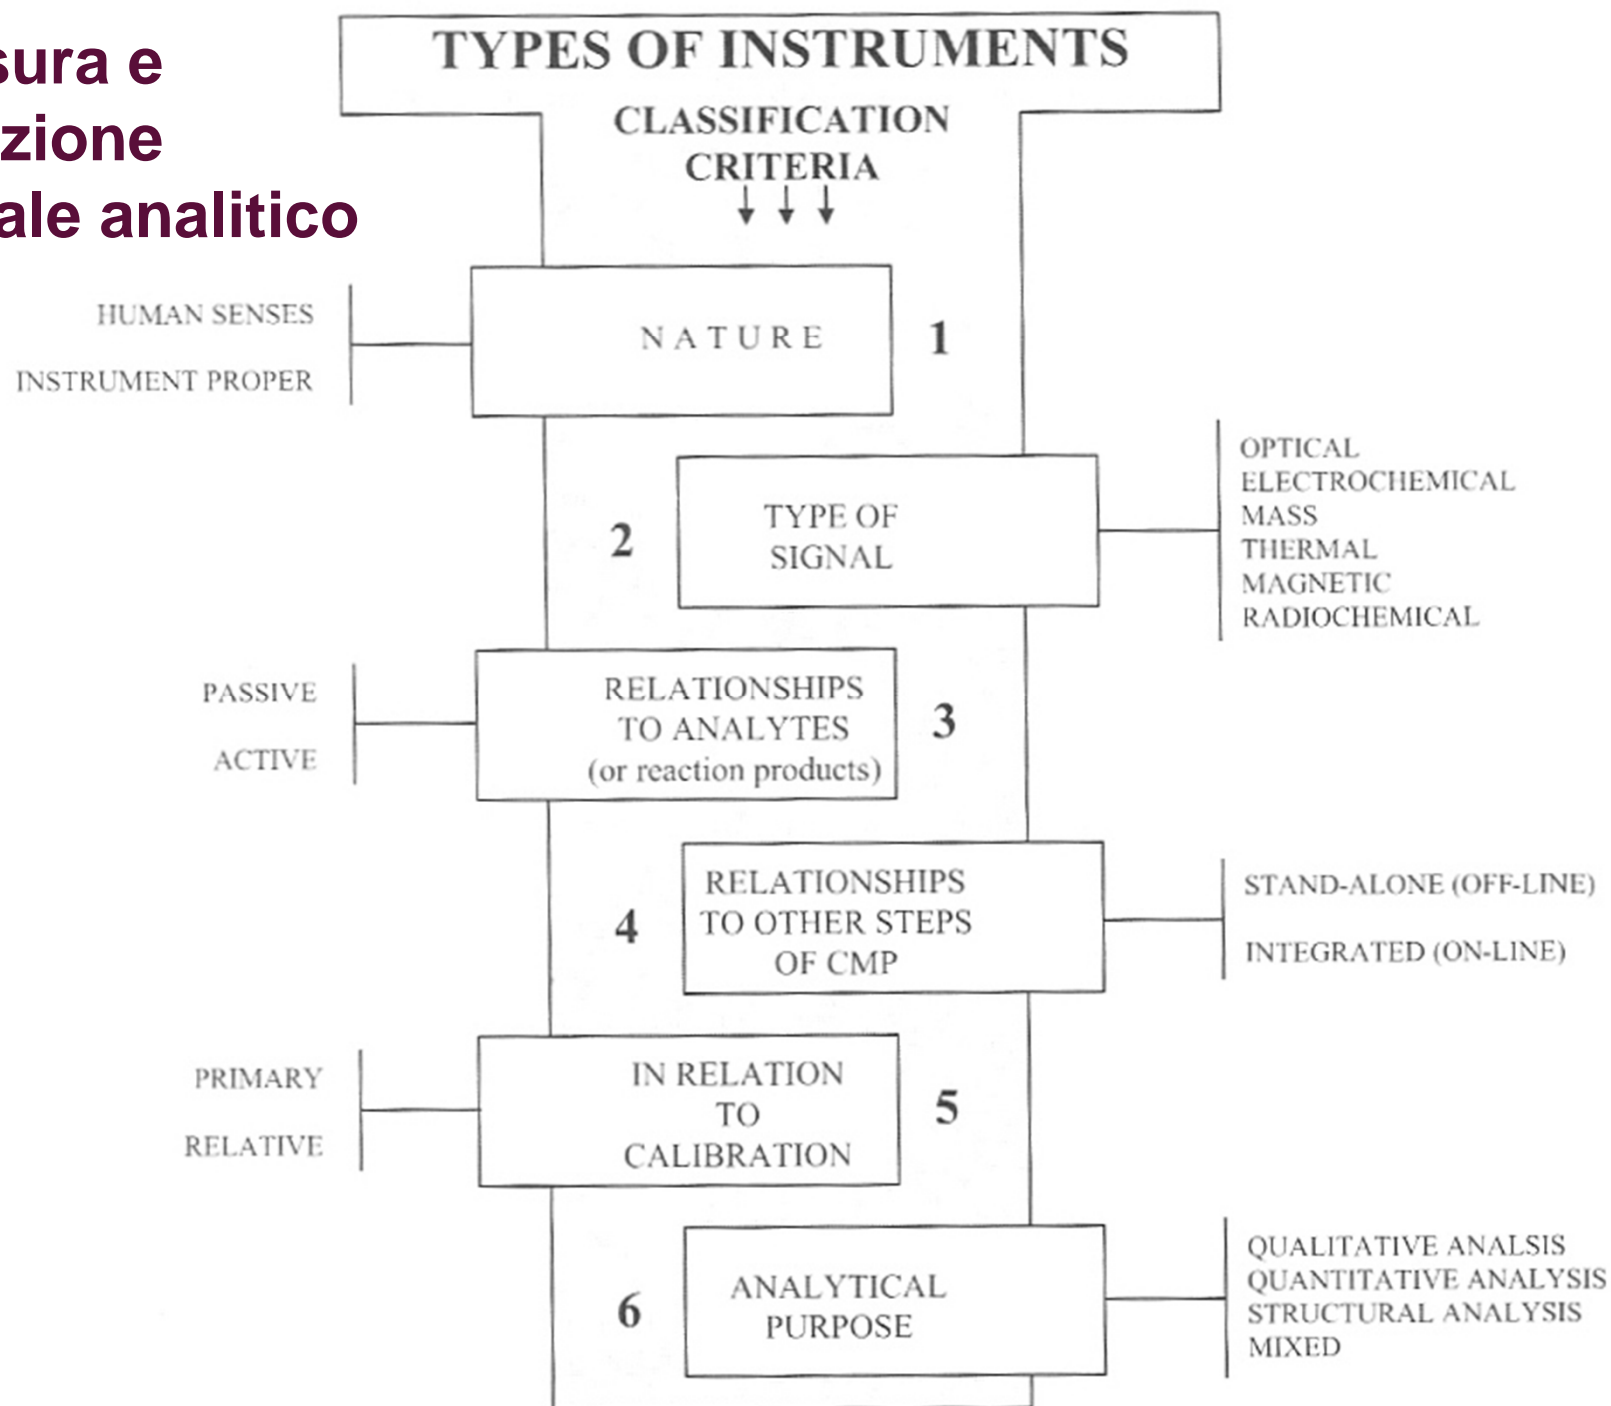 sura e
zione
ale analitico
TYPES OF INSTRUMENTS
CLASSIFICATION
CRITERIA
HUMAN SENSES
INSTRUMENT PROPER
NATURE
1
2
TYPE OF
SIGNAL
OPTICAL
ELECTROCHEMICAL
MASS
THERMAL
MAGNETIC
RADIOCHEMICAL
PASSIVE
ACTIVE
RELATIONSHIPS
TO ANALYTES
(or reaction products)
3
4
RELATIONSHIPS
TO OTHER STEPS
OF CMP
STAND-ALONE (OFF-LINE)
INTEGRATED (ON-LINE)
PRIMARY
RELATIVE
IN RELATION
TO
CALIBRATION
5
6
ANALYTICAL
PURPOSE
QUALITATIVE ANALSIS
QUANTITATIVE ANALYSIS
STRUCTURAL ANALYSIS
MIXED